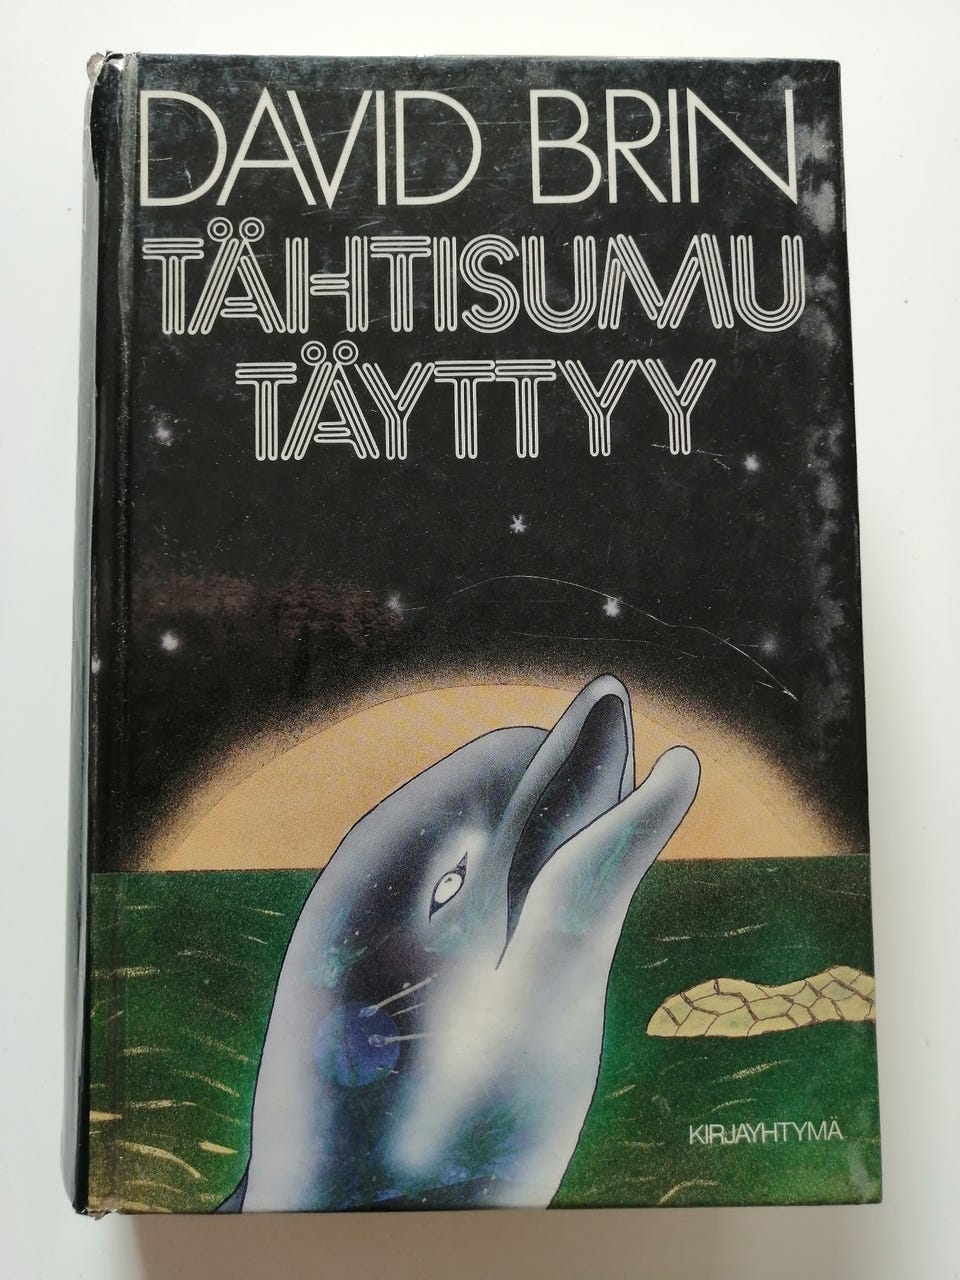 DAVID BRIN
TÄHTISUMU
TÄYTTYY
KIRJAYHTYMÄ